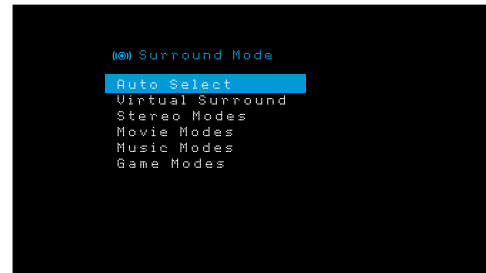 Surround Mode
Auto Select
Virtual Surround
Stereo Modes
Movie Modes
Music Modes
Game Modes